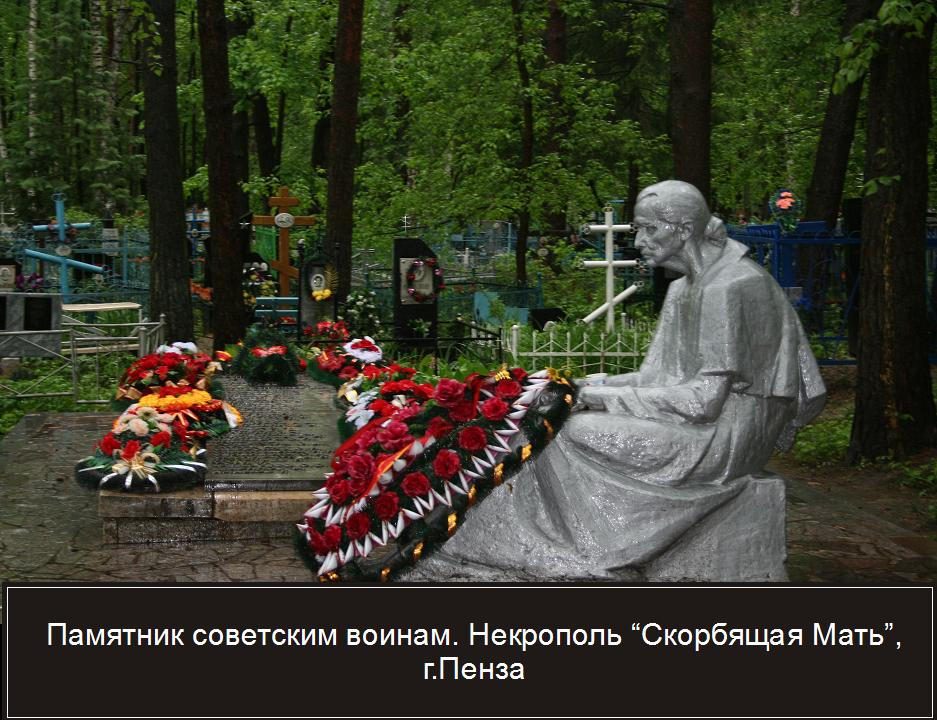 Памятник советским воинам. Некрополь “Скорбящая Мать”,
г.Пенза